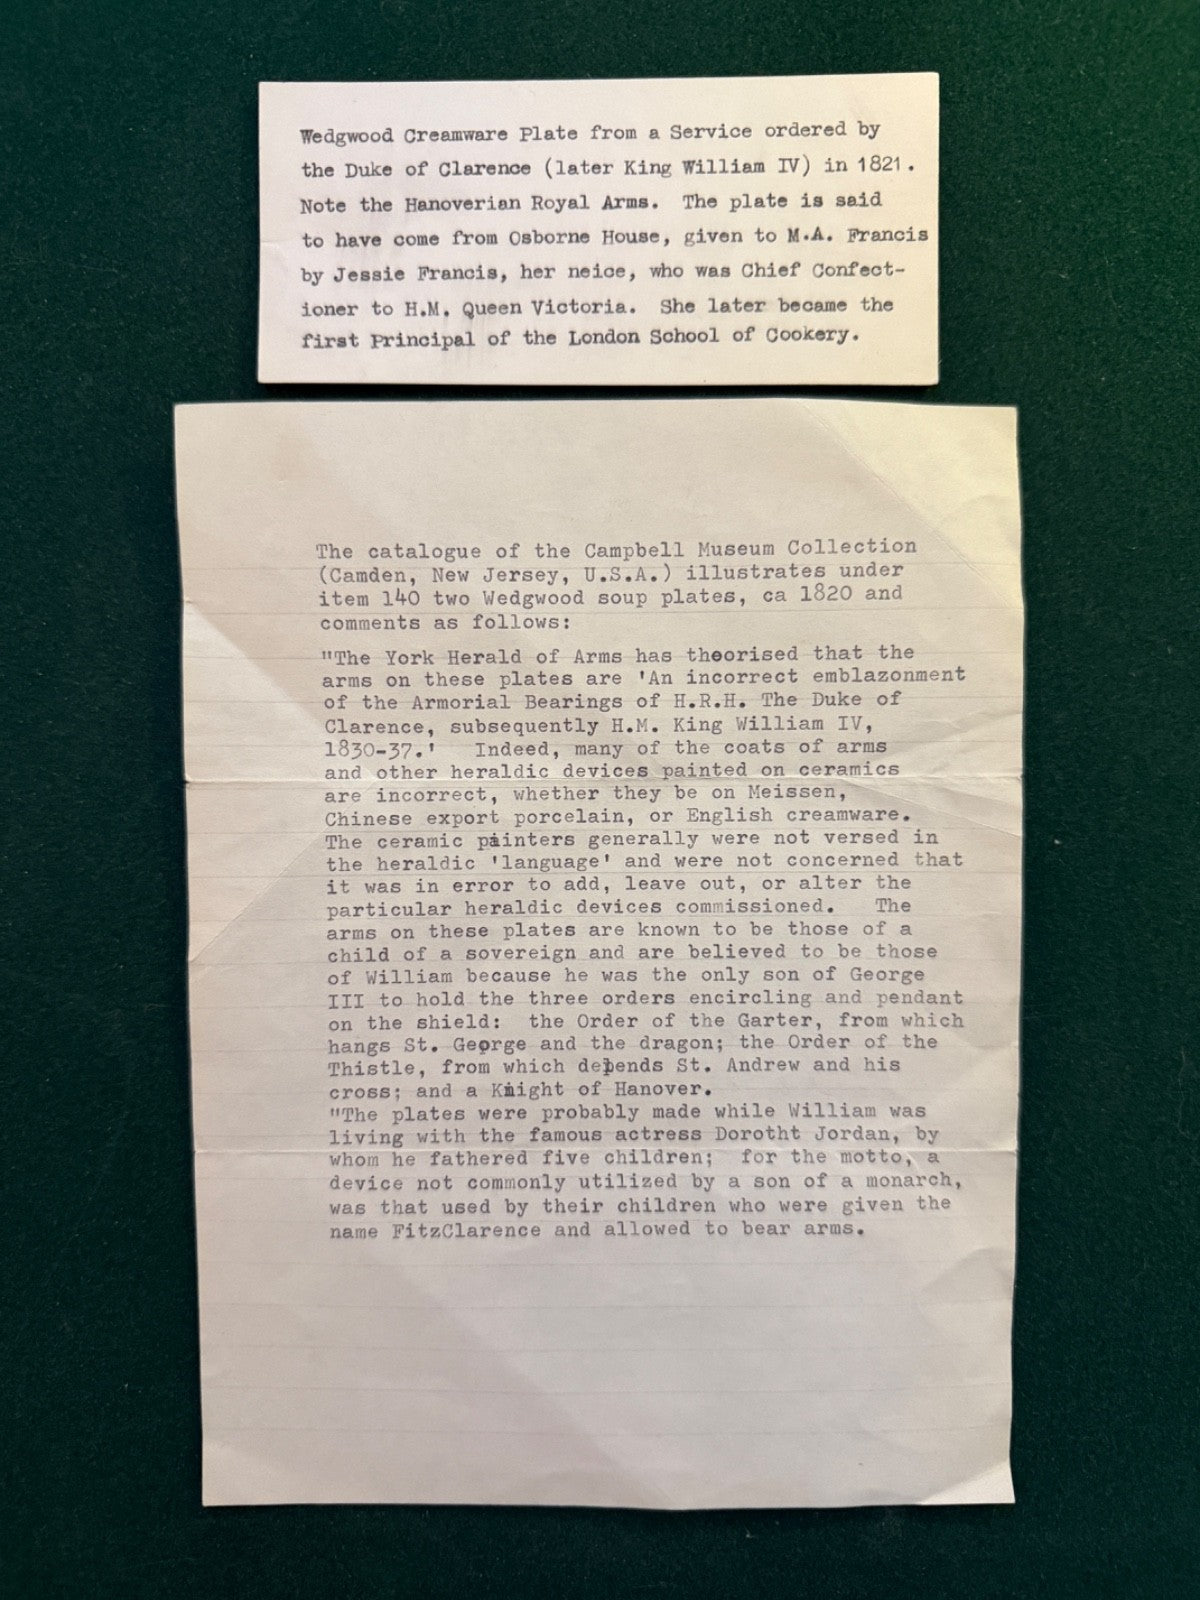 Wedgwood Creamware Plate from a Service ordered by
the Duke of Clarence (later King William IV) in 1821.
Note the Hanoverian Royal Arms.  The plate is said
to have come from Osborne House, given to M.A. Francis
by Jessie Francis, her neice, who was Chief Confect-
ioner to H.M. Queen Victoria.  She later became the
first Principal of the London School of Cookery.
The catalogue of the Campbell Museum Collection
(Camden, New Jersey, U.S.A.) illustrates under
item 140 two Wedgwood soup plates, ca 1820 and
comments as follows:
"The York Herald of Arms has theorised that the
arms on these plates are 'An incorrect emblazonment
of the Armorial Bearings of H.R.H. The Duke of
Clarence, subsequently H.M. King William IV,
1830-37.'  Indeed, many of the coats of arms
and other heraldic devices painted on ceramics
are incorrect, whether they be on Meissen,
Chinese export porcelain, or English creamware.
The ceramic painters generally were not versed in
the heraldic 'language' and were not concerned that
it was in error to add, leave out, or alter the
particular heraldic devices commissioned.  The
arms on these plates are known to be those of a
child of a sovereign and are believed to be those
of William because he was the only son of George
III to hold the three orders encircling and pendant
on the shield:  the Order of the Garter, from which
hangs St. George and the dragon; the Order of the
Thistle, from which depends St. Andrew and his
cross; and a Knight of Hanover.
"The plates were probably made while William was
living with the famous actress Dorotht Jordan, by
whom he fathered five children;  for the motto, a
device not commonly utilized by a son of a monarch,
was that used by their children who were given the
name FitzClarence and allowed to bear arms.